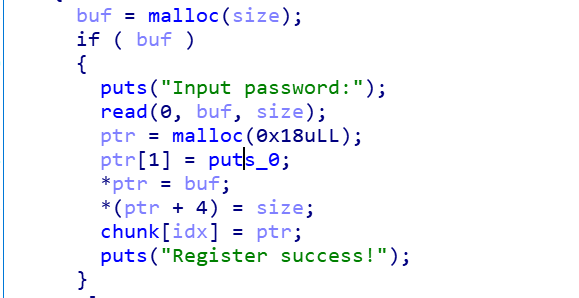 buf = malloc(size);
if ( buf )
{
puts("Input password:");
read(0, buf, size);
ptr = malloc(0x18uLL);
ptr[1] = puts_0;
*ptr = buf;
*(ptr + 4) = size;
chunk[idx] = ptr;
puts("Register success!");
}